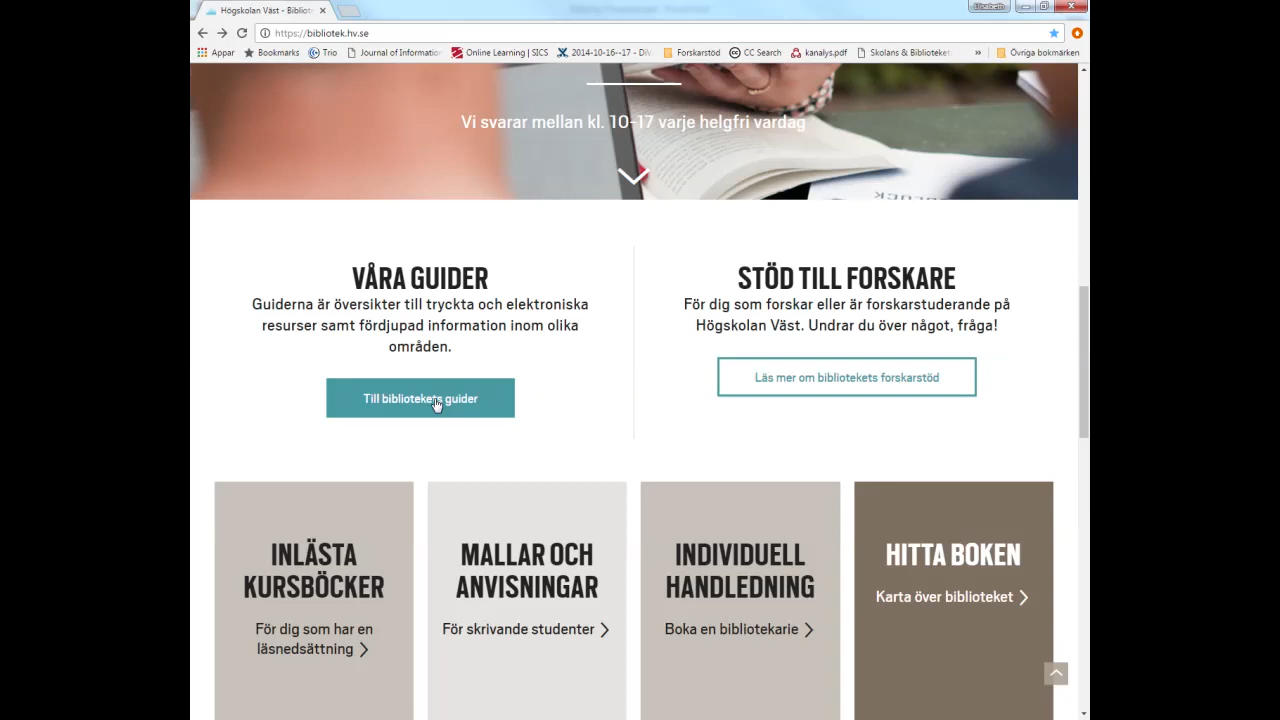 Högskolan Väst - Bibliot
Elisabeth
https://bibliotek.hv.se
Appar
Bookmarks
Trio
Journal of Information
Online Learning | SICS
2014-10-16--17 - DiV
Forskarstöd
CC Search
kanalys.pdf
Skolans & Bibliotekets
»
Övriga bokmärken
Vi svarar mellan kl. 10-17 varje helgfri vardag
VÅRA GUIDER
Guiderna är översikter till tryckta och elektroniska
resurser samt fördjupad information inom olika
områden.
Till bibliotekets guider
STÖD TILL FORSKARE
För dig som forskar eller är forskarstuderande på
Högskolan Väst. Undrar du över något, fråga!
Läs mer om bibliotekets forskarstöd
INLÄSTA
KURSBÖCKER
För dig som har en
läsnedsättning
MALLAR OCH
ANVISNINGAR
För skrivande studenter
INDIVIDUELL
HANDLEDNING
Boka en bibliotekarie
HITTA BOKEN
Karta över biblioteket